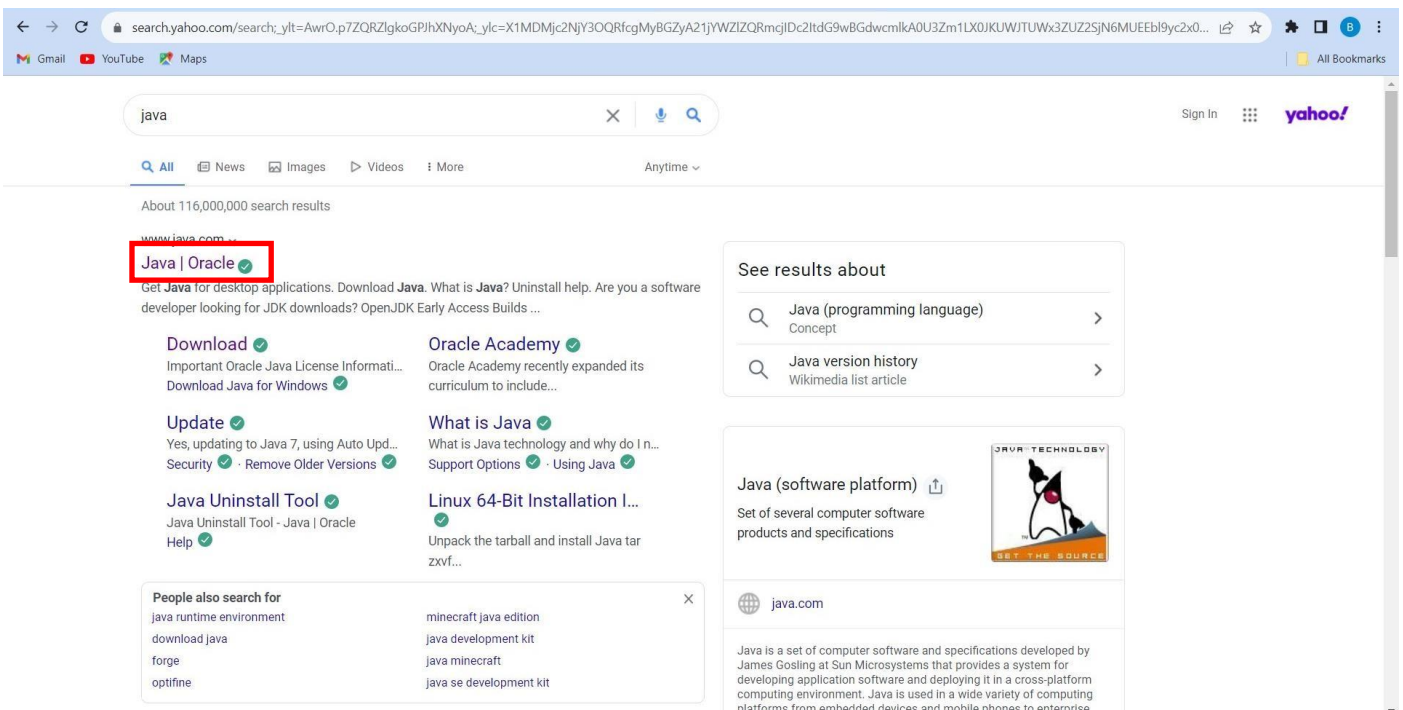 search.yahoo.com/search;_ylt=AwrO.p7ZQRZlgkoGPJhXNyoA;_ylc=X1MDMjc2NjY3OQRfcgMyBGZyA21jYWZlZQRmcjIDc2ItdG9wBGdwcmlkA0U3Zm1LX0JKUWJTUWx3ZUZ2SjN6MUEEbl9yc2x0...
B
Gmail YouTube Maps All Bookmarks
java
Sign In yahoo!
All News Images Videos More Anytime
About 116,000,000 search results
www.java.com
Java | Oracle
Get Java for desktop applications. Download Java. What is Java? Uninstall help. Are you a software
developer looking for JDK downloads? OpenJDK Early Access Builds ...
Download
Important Oracle Java License Informati...
Download Java for Windows
Oracle Academy
Oracle Academy recently expanded its
curriculum to include...
Update
Yes, updating to Java 7, using Auto Upd...
Security · Remove Older Versions
What is Java
What is Java technology and why do I n...
Support Options · Using Java
Java Uninstall Tool
Java Uninstall Tool - Java | Oracle
Help
Linux 64-Bit Installation I...
Unpack the tarball and install Java tar
zxvf...
People also search for
java runtime environment
download java
forge
optifine
minecraft java edition
java development kit
java minecraft
java se development kit
See results about
Java (programming language)
Concept
Java version history
Wikimedia list article
Java (software platform)
Set of several computer software
products and specifications
JAVA TECHNOLOGY
TM
GET THE SOURCE
java.com
Java is a set of computer software and specifications developed by
James Gosling at Sun Microsystems that provides a system for
developing application software and deploying it in a cross-platform
computing environment. Java is used in a wide variety of computing
platforms from embedded devices and mobile phones to enterprise